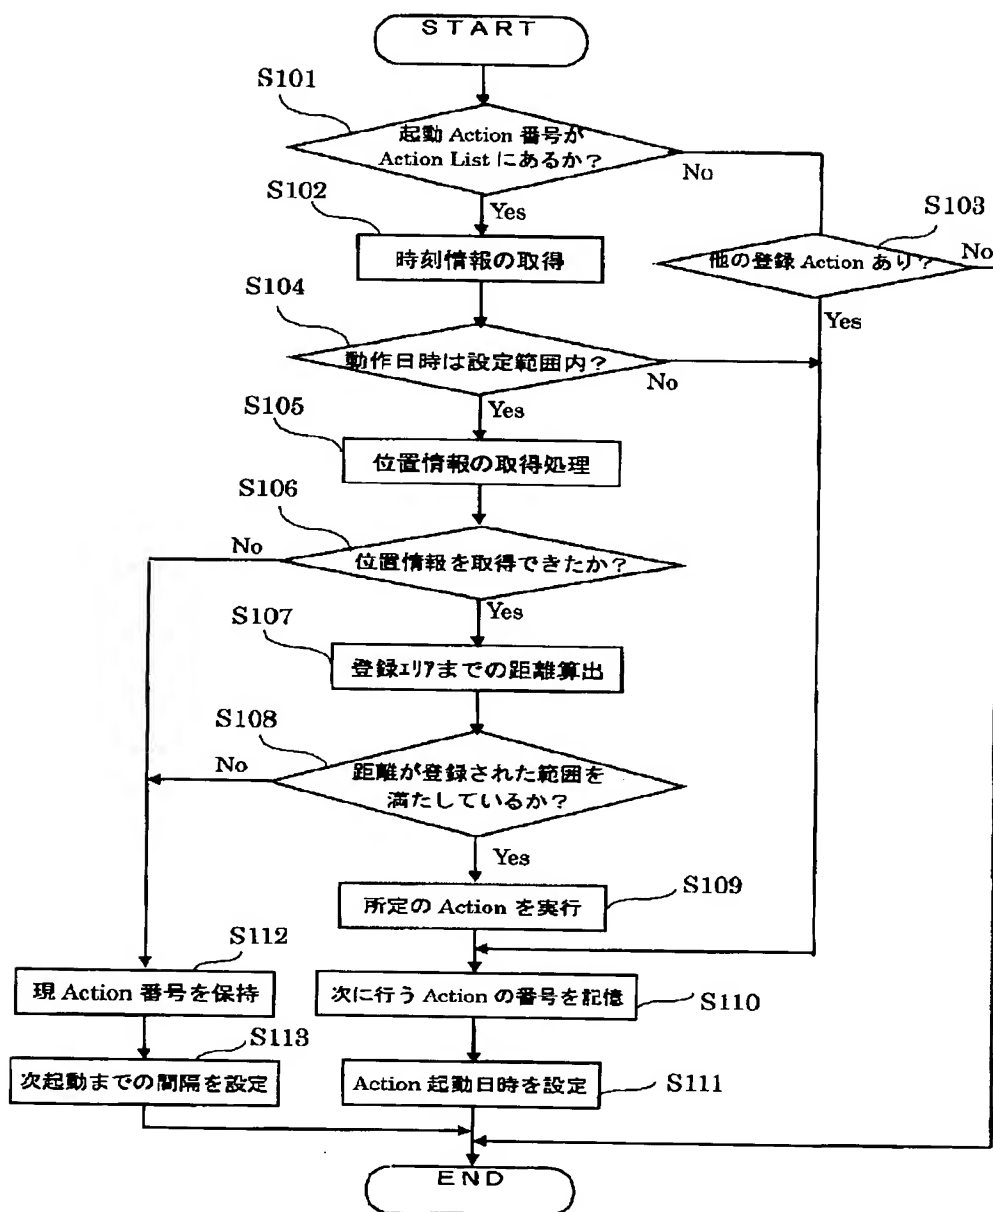 START
S101
起動 Action 番号が
Action List にあるか？
No
Yes
S102
時刻情報の取得
S103
他の登録 Action あり？
No
Yes
S104
動作日時は設定範囲内？
No
Yes
S105
位置情報の取得処理
S106
No
位置情報を取得できたか？
Yes
S107
登録エリアまでの距離算出
S108
No
距離が登録された範囲を
満たしているか？
Yes
S109
所定の Action を実行
S112
現 Action 番号を保持
次に行う Action の番号を記憶
S110
S113
次起動までの間隔を設定
Action 起動日時を設定
S111
END